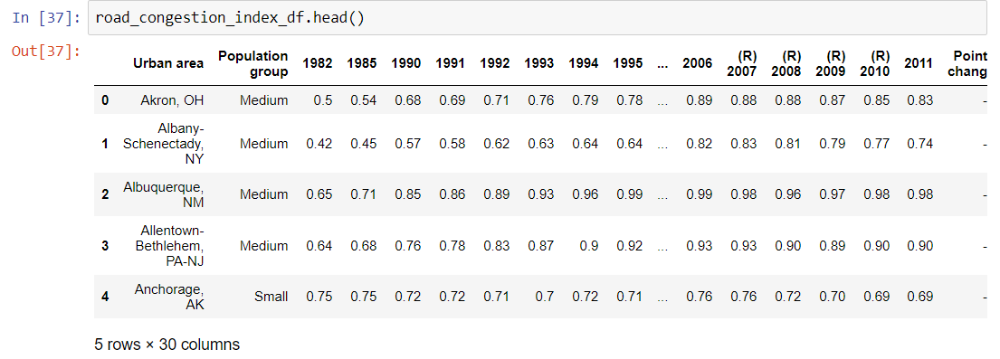 In [37]: road_congestion_index_df.head()
Out[37]:
Urban area Population group 1982 1985 1990 1991 1992 1993 1994 1995 ... 2006 (R) 2007 (R) 2008 (R) 2009 (R) 2010 2011 Point chang
0 Akron, OH Medium 0.5 0.54 0.68 0.69 0.71 0.76 0.79 0.78 ... 0.89 0.88 0.88 0.87 0.85 0.83 -
1 Albany-Schenectady, NY Medium 0.42 0.45 0.57 0.58 0.62 0.63 0.64 0.64 ... 0.82 0.83 0.81 0.79 0.77 0.74 -
2 Albuquerque, NM Medium 0.65 0.71 0.85 0.86 0.89 0.93 0.96 0.99 ... 0.99 0.98 0.96 0.97 0.98 0.98 -
3 Allentown-Bethlehem, PA-NJ Medium 0.64 0.68 0.76 0.78 0.83 0.87 0.9 0.92 ... 0.93 0.93 0.90 0.89 0.90 0.90 -
4 Anchorage, AK Small 0.75 0.75 0.72 0.72 0.71 0.7 0.72 0.71 ... 0.76 0.76 0.72 0.70 0.69 0.69 -
5 rows × 30 columns